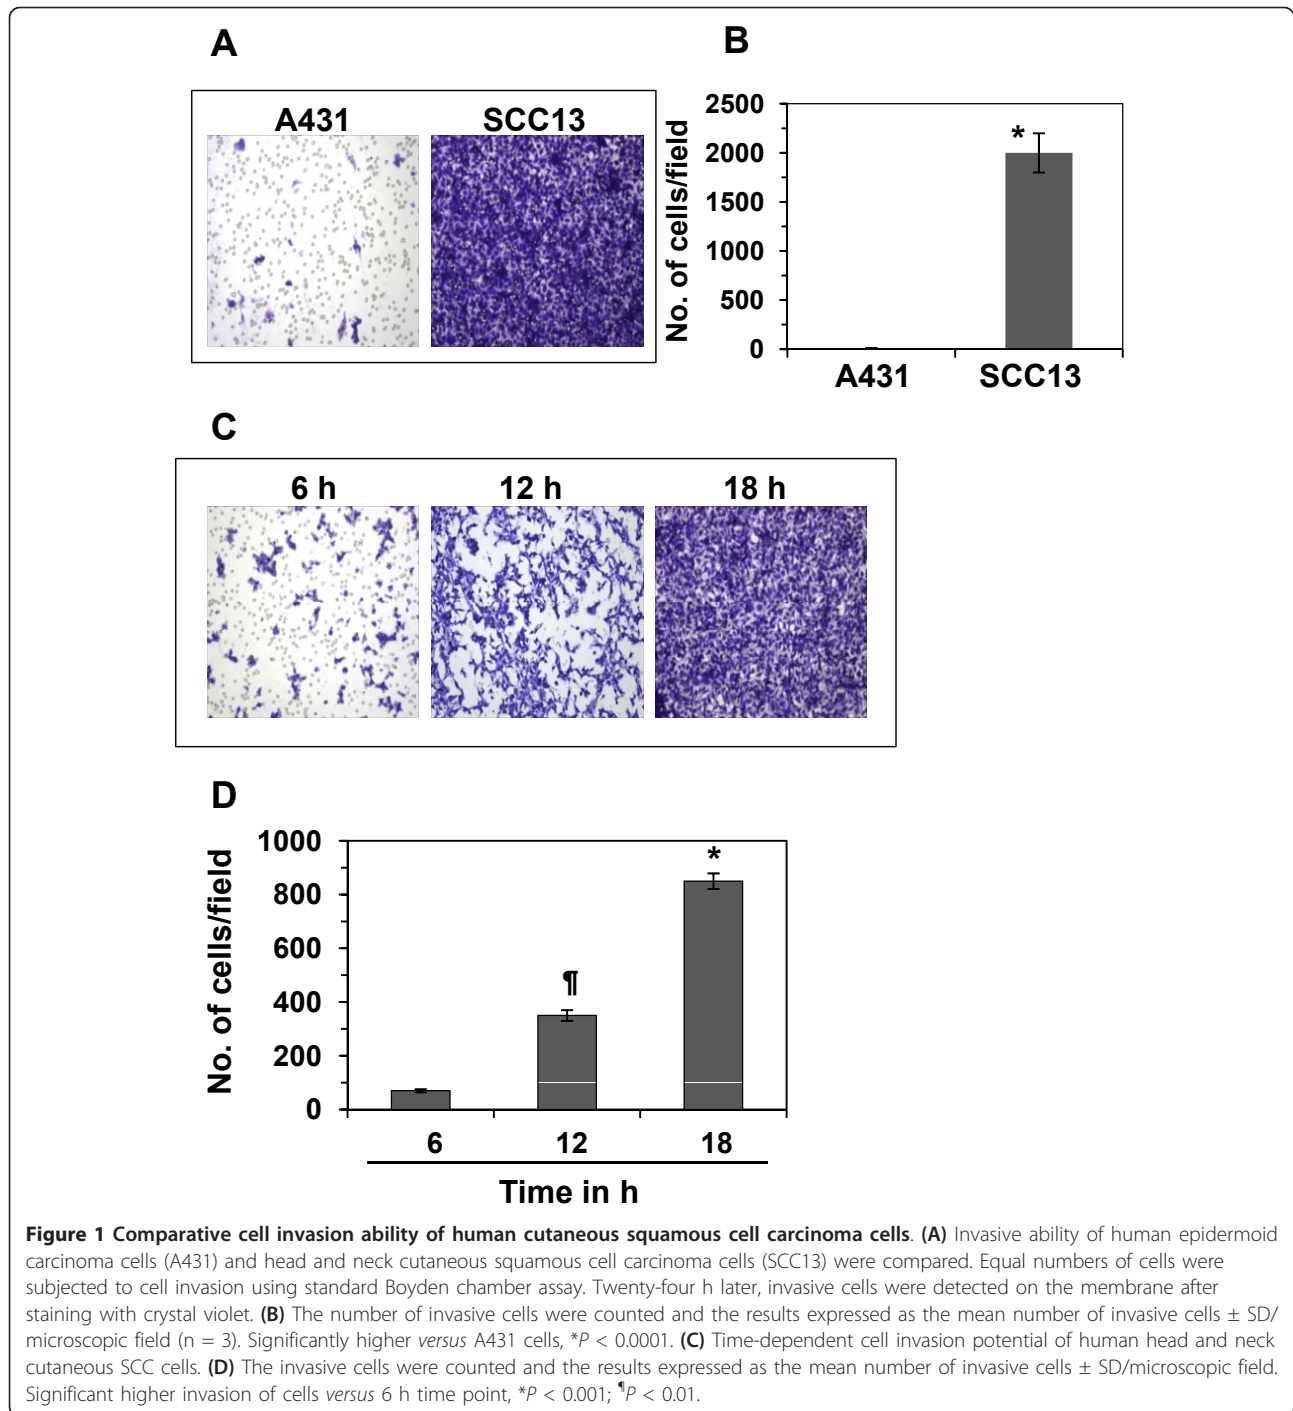 A
B
A431 SCC13
No. of cells/field
2500
2000
1500
1000
500
0
*
A431 SCC13
C
6 h 12 h 18 h
D
No. of cells/field
1000
800
600
400
200
0
¶
*
6 12 18
Time in h
Figure 1 Comparative cell invasion ability of human cutaneous squamous cell carcinoma cells. (A) Invasive ability of human epidermoid
carcinoma cells (A431) and head and neck cutaneous squamous cell carcinoma cells (SCC13) were compared. Equal numbers of cells were
subjected to cell invasion using standard Boyden chamber assay. Twenty-four h later, invasive cells were detected on the membrane after
staining with crystal violet. (B) The number of invasive cells were counted and the results expressed as the mean number of invasive cells ± SD/
microscopic field (n = 3). Significantly higher versus A431 cells, *P < 0.0001. (C) Time-dependent cell invasion potential of human head and neck
cutaneous SCC cells. (D) The invasive cells were counted and the results expressed as the mean number of invasive cells ± SD/microscopic field.
Significant higher invasion of cells versus 6 h time point, *P < 0.001; ¶P < 0.01.